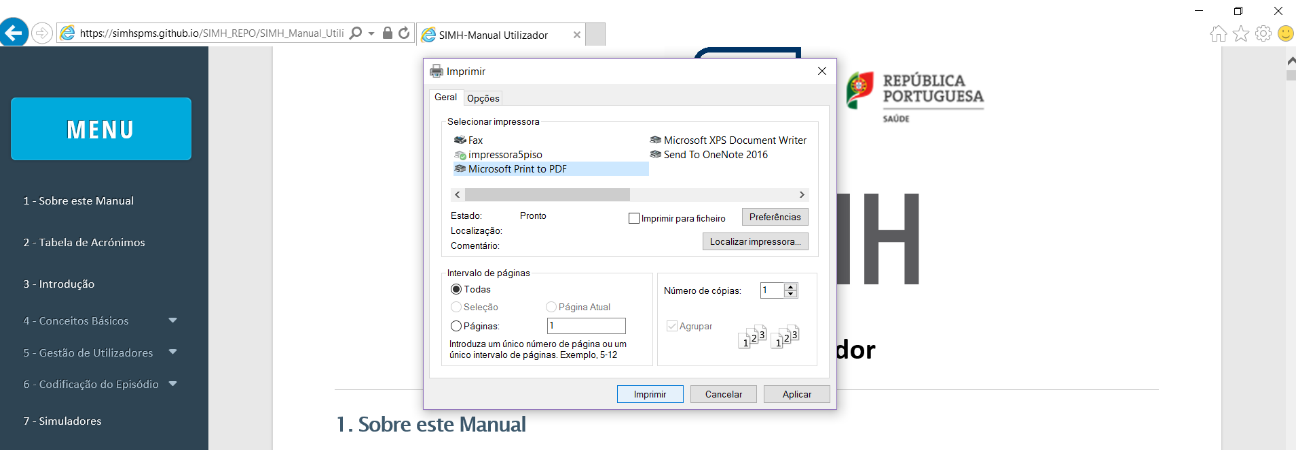 https://simhspms.github.io/SIMH_REPO/SIMH_Manual_Utili
SIMH-Manual Utilizador
MENU
1 - Sobre este Manual
2 - Tabela de Acrónimos
3 - Introdução
4 - Conceitos Básicos
5 - Gestão de Utilizadores
6 - Codificação do Episódio
7 - Simuladores
REPÚBLICA
PORTUGUESA
SAÚDE
MH
dor
1. Sobre este Manual
Imprimir
Geral Opções
Selecionar impressora
Fax
impressora5piso
Microsoft Print to PDF
Microsoft XPS Document Writer
Send To OneNote 2016
Estado: Pronto
Localização:
Comentário:
Imprimir para ficheiro
Preferências
Localizar impressora...
Intervalo de páginas
Todas
Seleção Página Atual
Páginas: 1
Introduza um único número de página ou um
único intervalo de páginas. Exemplo, 5-12
Número de cópias: 1
Agrupar
1 2 3 1 2 3
Imprimir Cancelar Aplicar